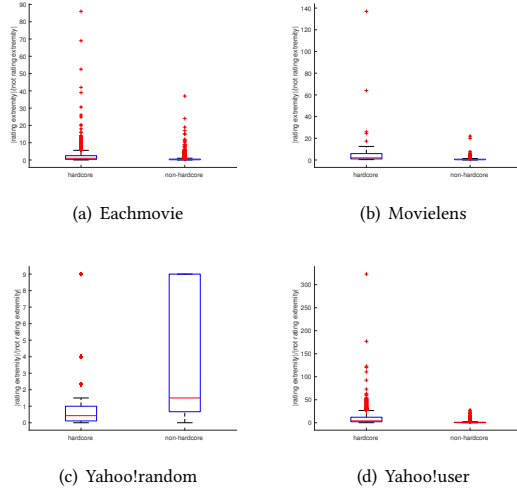 |rating extremity|/|not rating extremity|
90
80
70
60
50
40
30
20
10
0
hardcore
non-hardcore
(a) Eachmovie
|rating extremity|/|not rating extremity|
140
120
100
80
60
40
20
0
hardcore
non-hardcore
(b) Movielens
|rating extremity|/|not rating extremity|
9
8
7
6
5
4
3
2
1
0
hardcore
non-hardcore
(c) Yahoo!random
|rating extremity|/|not rating extremity|
300
250
200
150
100
50
0
hardcore
non-hardcore
(d) Yahoo!user